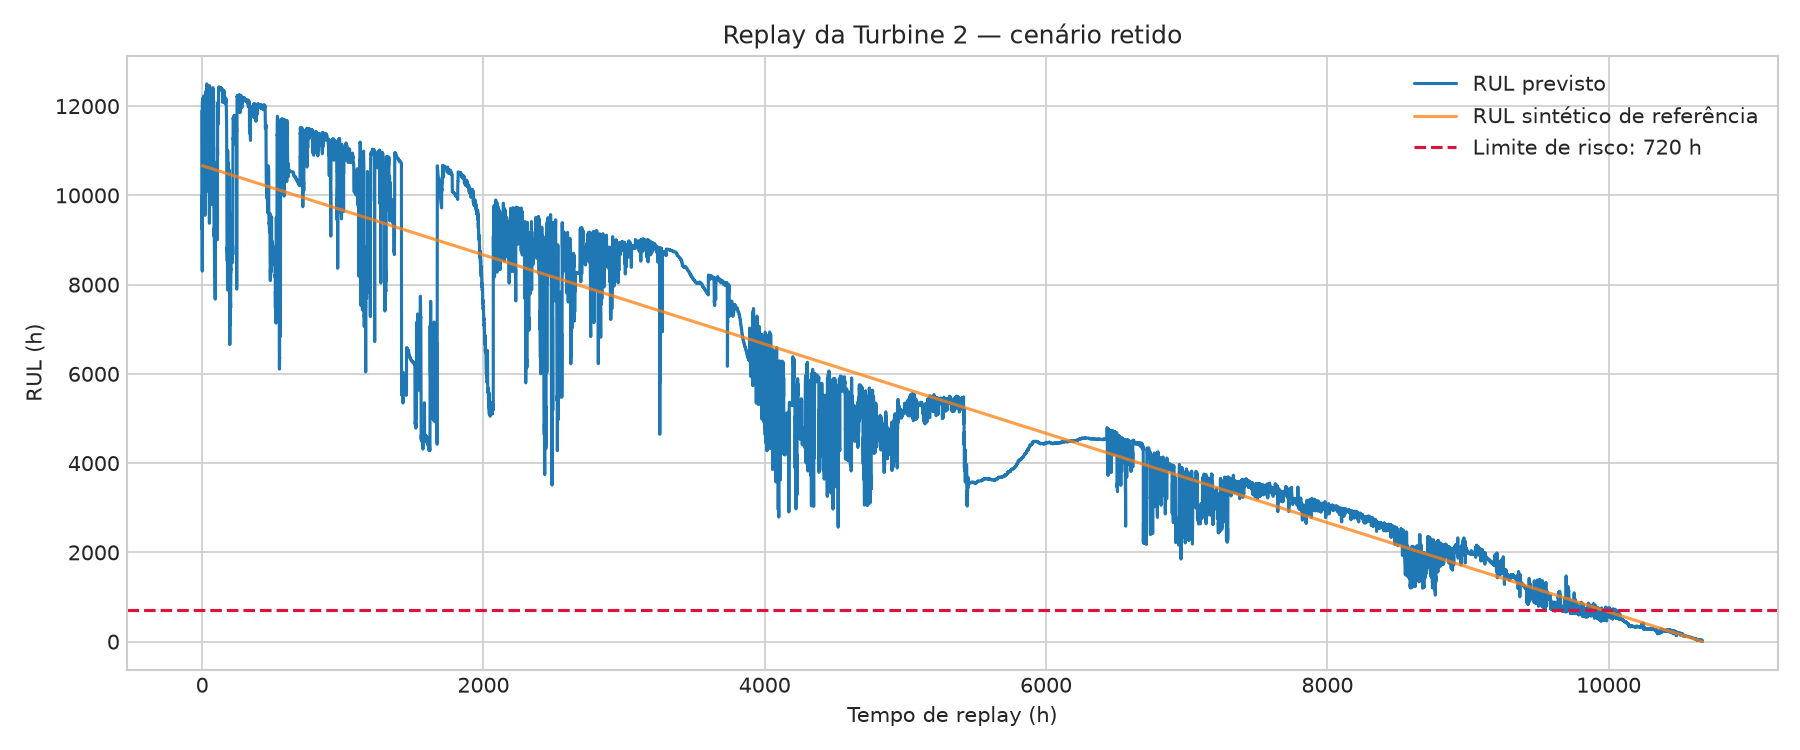 Replay da Turbine 2 — cenário retido
RUL previsto
RUL sintético de referência
Limite de risco: 720 h
12000
10000
8000
6000
4000
2000
0
RUL (h)
0 2000 4000 6000 8000 10000
Tempo de replay (h)